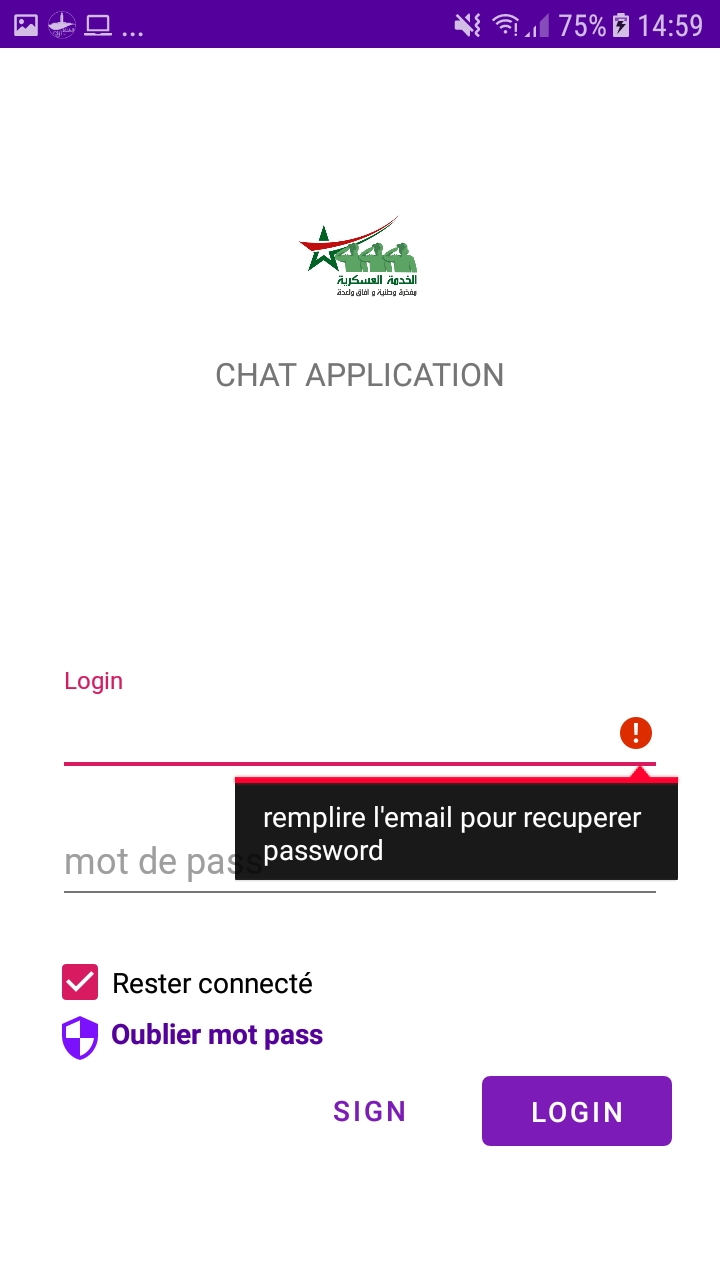 ... 75% 14:59
الخدمة العسكرية
مفخرة وطنية و آفاق واعدة
CHAT APPLICATION
Login
remplire l'email pour recuperer
password
mot de pass
Rester connecté
Oublier mot pass
SIGN
LOGIN